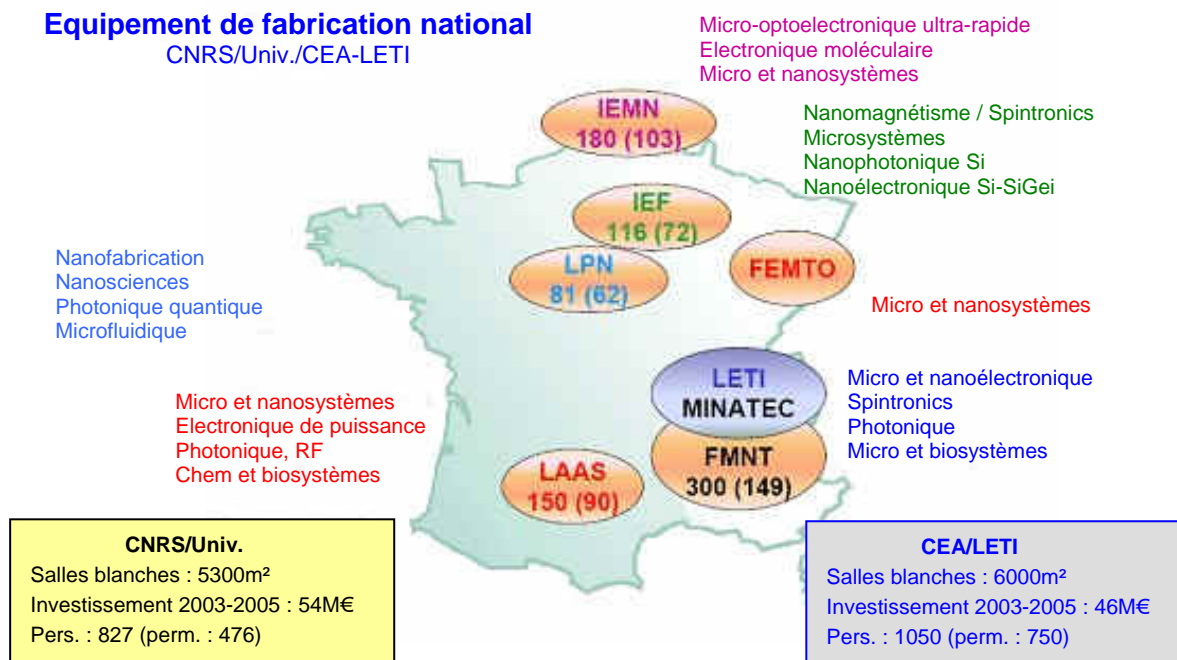 Equipement de fabrication national
CNRS/Univ./CEA-LETI
Micro-optoelectronique ultra-rapide
Electronique moléculaire
Micro et nanosystèmes
IEMN
180 (103)
Nanomagnétisme / Spintronics
Microsystèmes
Nanophotonique Si
Nanoélectronique Si-SiGei
IEF
116 (72)
Nanofabrication
Nanosciences
Photonique quantique
Microfluidique
LPN
81 (62)
FEMTO
Micro et nanosystèmes
LETI
MINATEC
Micro et nanoélectronique
Spintronics
Photonique
Micro et biosystèmes
Micro et nanosystèmes
Electronique de puissance
Photonique, RF
Chem et biosystèmes
FMNT
300 (149)
LAAS
150 (90)
CNRS/Univ.
Salles blanches : 5300m²
Investissement 2003-2005 : 54M€
Pers. : 827 (perm. : 476)
CEA/LETI
Salles blanches : 6000m²
Investissement 2003-2005 : 46M€
Pers. : 1050 (perm. : 750)